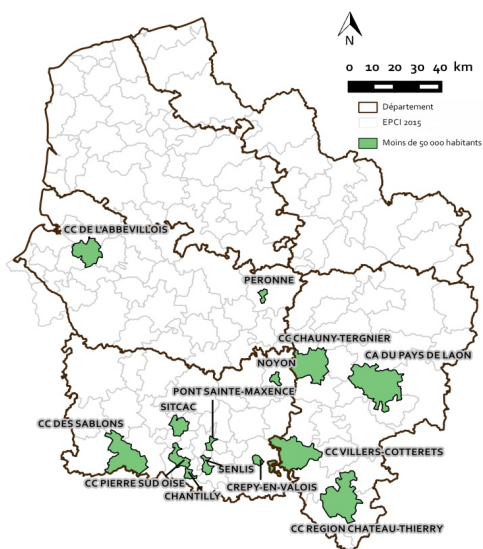 N
0 10 20 30 40 km
Département
EPCI 2015
Moins de 50 000 habitants
CC DE L'ABBEVILLOIS
PERONNE
CC CHAUNY-TERGNIER
NOYON
CA DU PAYS DE LAON
PONT SAINTE-MAXENCE
SITCAC
CC DES SABLONS
CC VILLERS-COTTERETS
SENLIS
CC PIERRE SUD OISE
CREPY-EN-VALOIS
CHANTILLY
CC REGION CHATEAU-THIERRY